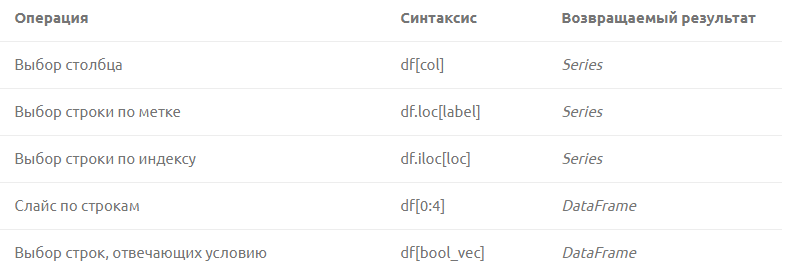 Операция Синтаксис Возвращаемый результат
Выбор столбца df[col] Series
Выбор строки по метке df.loc[label] Series
Выбор строки по индексу df.iloc[loc] Series
Слайс по строкам df[0:4] DataFrame
Выбор строк, отвечающих условию df[bool_vec] DataFrame